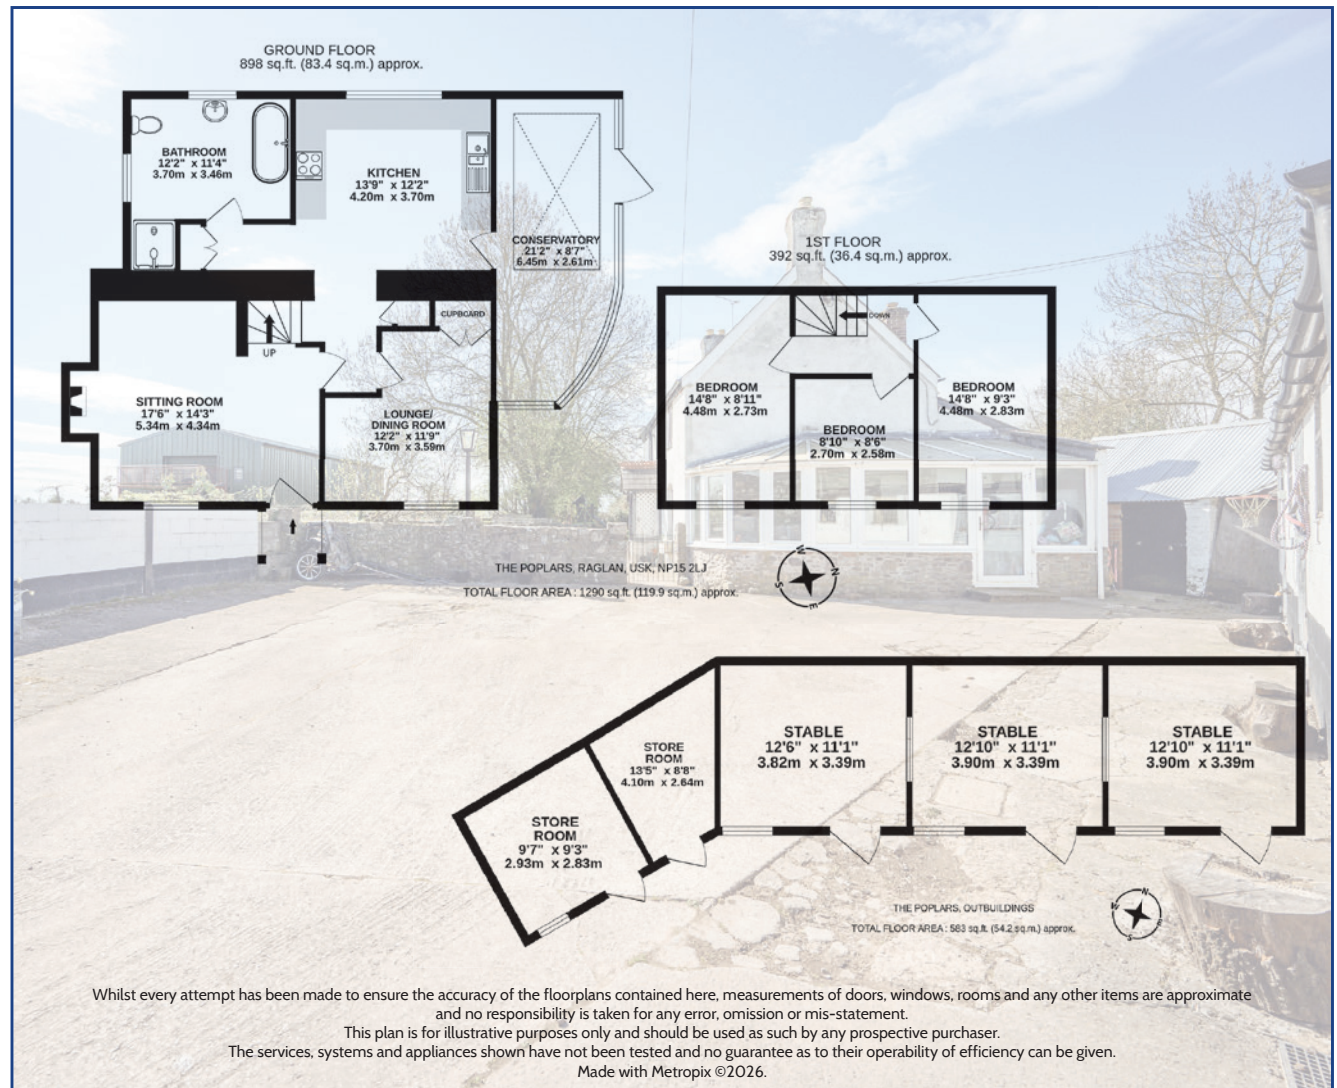 GROUND FLOOR
898 sq.ft. (83.4 sq.m.) approx.
BATHROOM
12'2" x 11'4"
3.70m x 3.46m
KITCHEN
13'9" x 12'2"
4.20m x 3.70m
CONSERVATORY
21'2" x 8'7"
6.45m x 2.61m
CUPBOARD
UP
SITTING ROOM
17'6" x 14'3"
5.34m x 4.34m
LOUNGE/
DINING ROOM
12'2" x 11'9"
3.70m x 3.59m
1ST FLOOR
392 sq.ft. (36.4 sq.m.) approx.
DOWN
BEDROOM
14'8" x 8'11"
4.48m x 2.73m
BEDROOM
8'10" x 8'6"
2.70m x 2.58m
BEDROOM
14'8" x 9'3"
4.48m x 2.83m
THE POPLARS, RAGLAN, USK, NP15 2LJ
TOTAL FLOOR AREA : 1290 sq.ft. (119.9 sq.m.) approx.
W
N
S
E
STORE
ROOM
9'7" x 9'3"
2.93m x 2.83m
STORE
ROOM
13'5" x 8'8"
4.10m x 2.64m
STABLE
12'6" x 11'1"
3.82m x 3.39m
STABLE
12'10" x 11'1"
3.90m x 3.39m
STABLE
12'10" x 11'1"
3.90m x 3.39m
THE POPLARS, OUTBUILDINGS
TOTAL FLOOR AREA : 583 sq.ft. (54.2 sq.m.) approx.
N
W
E
S
Whilst every attempt has been made to ensure the accuracy of the floorplans contained here, measurements of doors, windows, rooms and any other items are approximate
and no responsibility is taken for any error, omission or mis-statement.
This plan is for illustrative purposes only and should be used as such by any prospective purchaser.
The services, systems and appliances shown have not been tested and no guarantee as to their operability of efficiency can be given.
Made with Metropix ©2026.